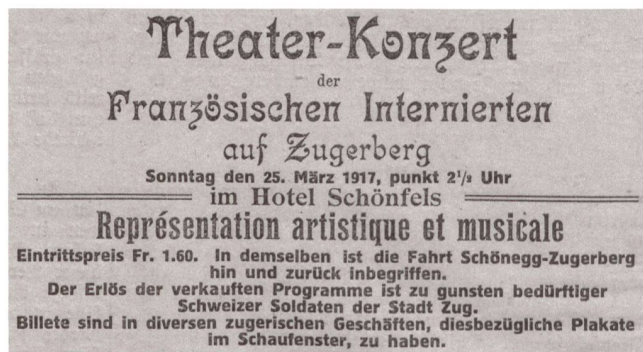 Theater-Konzert
der
Französischen Internierten
auf Zugerberg
Sonntag den 25. März 1917, punkt 2¹/₂ Uhr
im Hotel Schönfels
Représentation artistique et musicale
Eintrittspreis Fr. 1.60. In demselben ist die Fahrt Schönegg-Zugerberg
hin und zurück inbegriffen.
Der Erlös der verkauften Programme ist zu gunsten bedürftiger
Schweizer Soldaten der Stadt Zug.
Billete sind in diversen zugerischen Geschäften, diesbezügliche Plakate
im Schaufenster, zu haben.